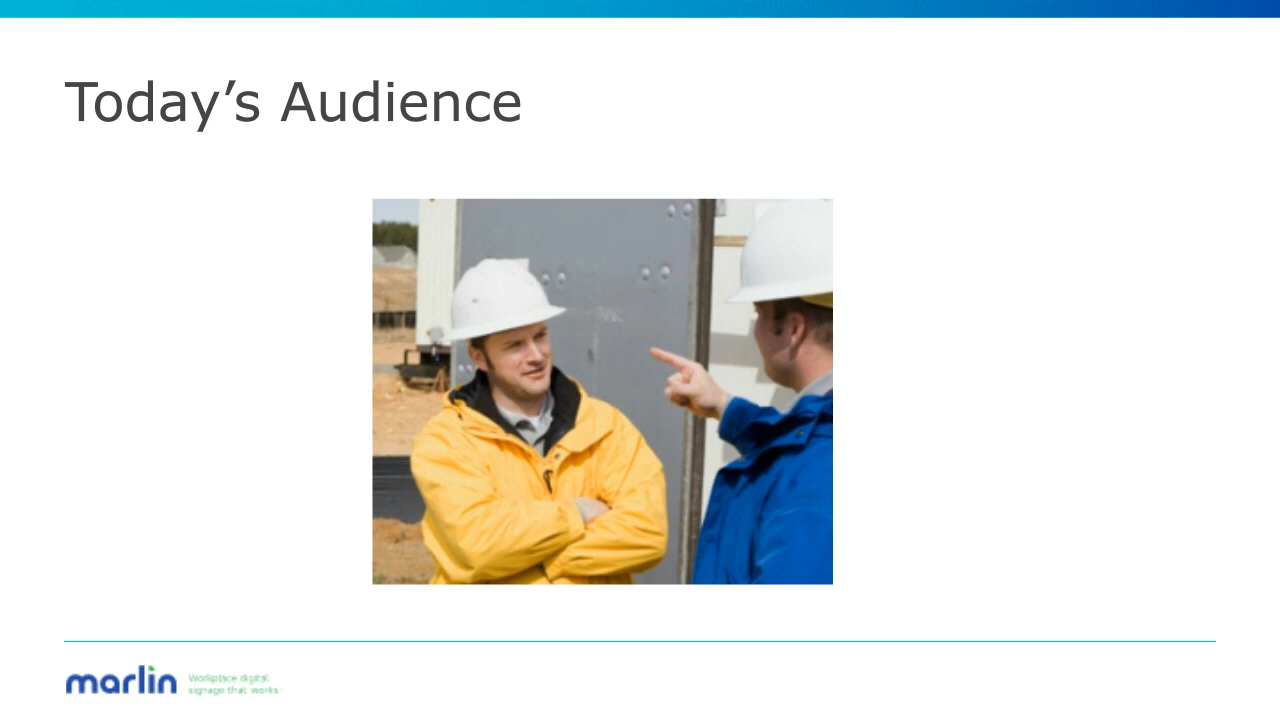 Today’s Audience
marlin
Workplace digital
signage that works.